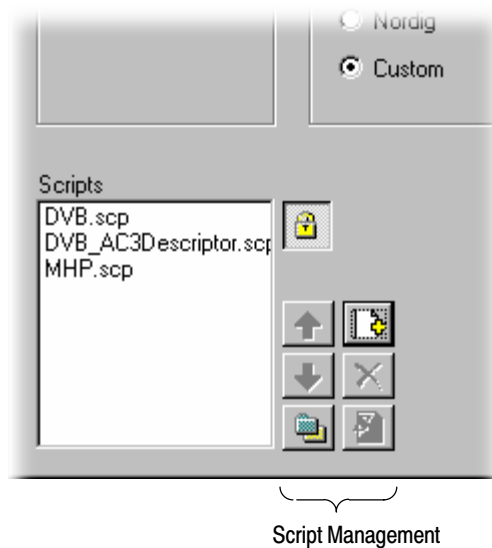 Nordig
Custom
Scripts
DVB.scp
DVB_AC3Descriptor.scp
MHP.scp
Script Management